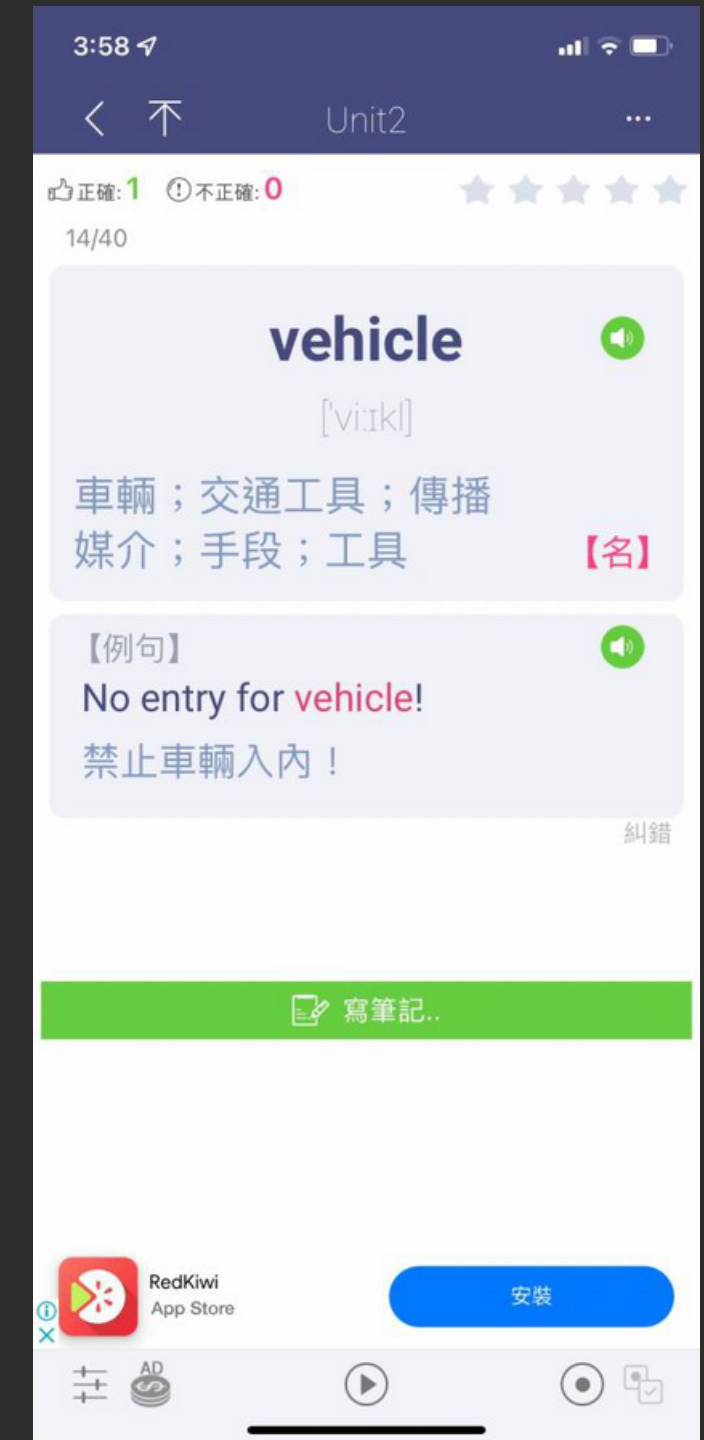 3:58
不 Unit2 ...
正確: 1 不正確: 0
14/40
vehicle
['vi:ɪkl]
車輛；交通工具；傳播
媒介；手段；工具 【名】
【例句】
No entry for vehicle!
禁止車輛入內！
糾錯
寫筆記..
RedKiwi
App Store
安裝
AD